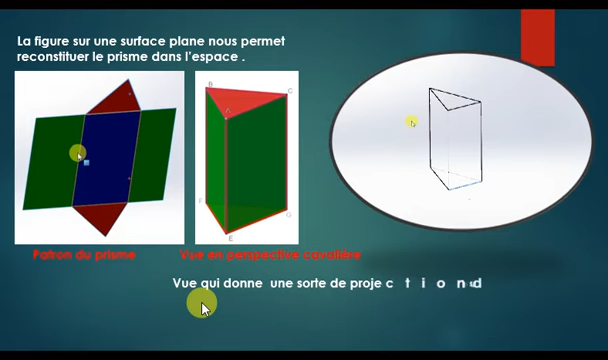 La figure sur une surface plane nous permet
reconstituer le prisme dans l'espace .
B
C
A
F
G
E
Patron du prisme
Vue en perspective cavalière
Vue qui donne une sorte de projection